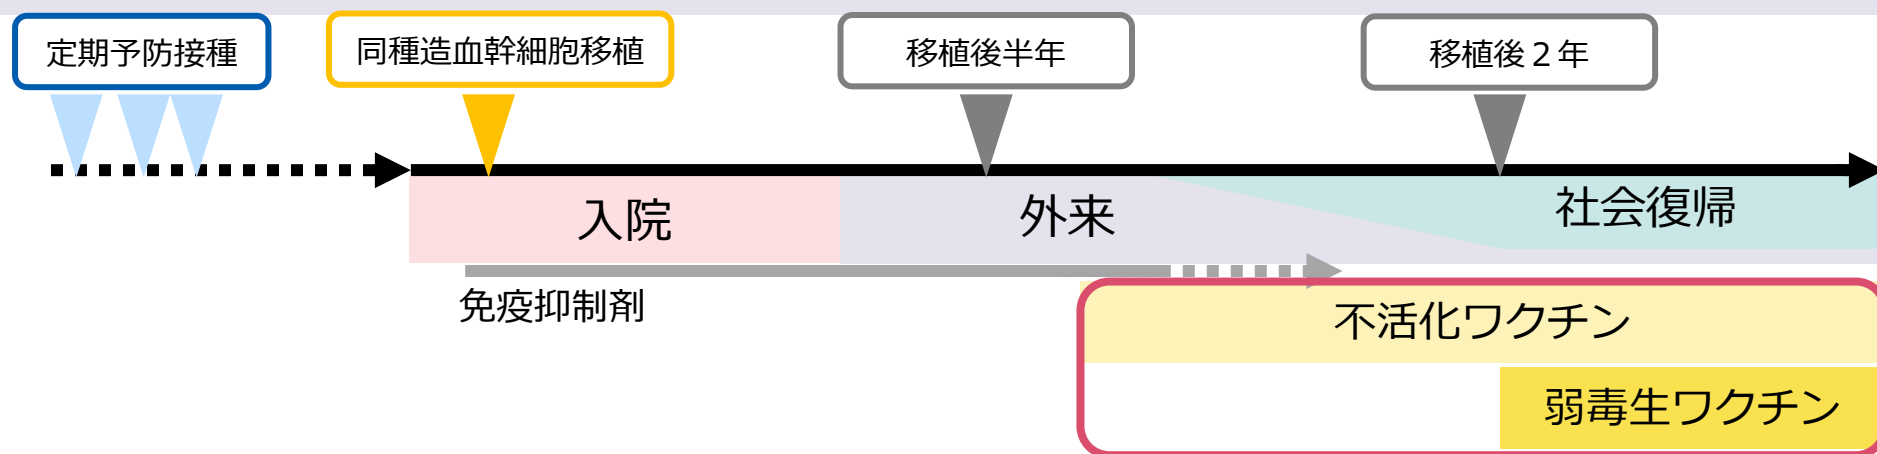 定期予防接種
同種造血幹細胞移植
移植後半年
移植後２年
入院
外来
社会復帰
免疫抑制剤
不活化ワクチン
弱毒生ワクチン